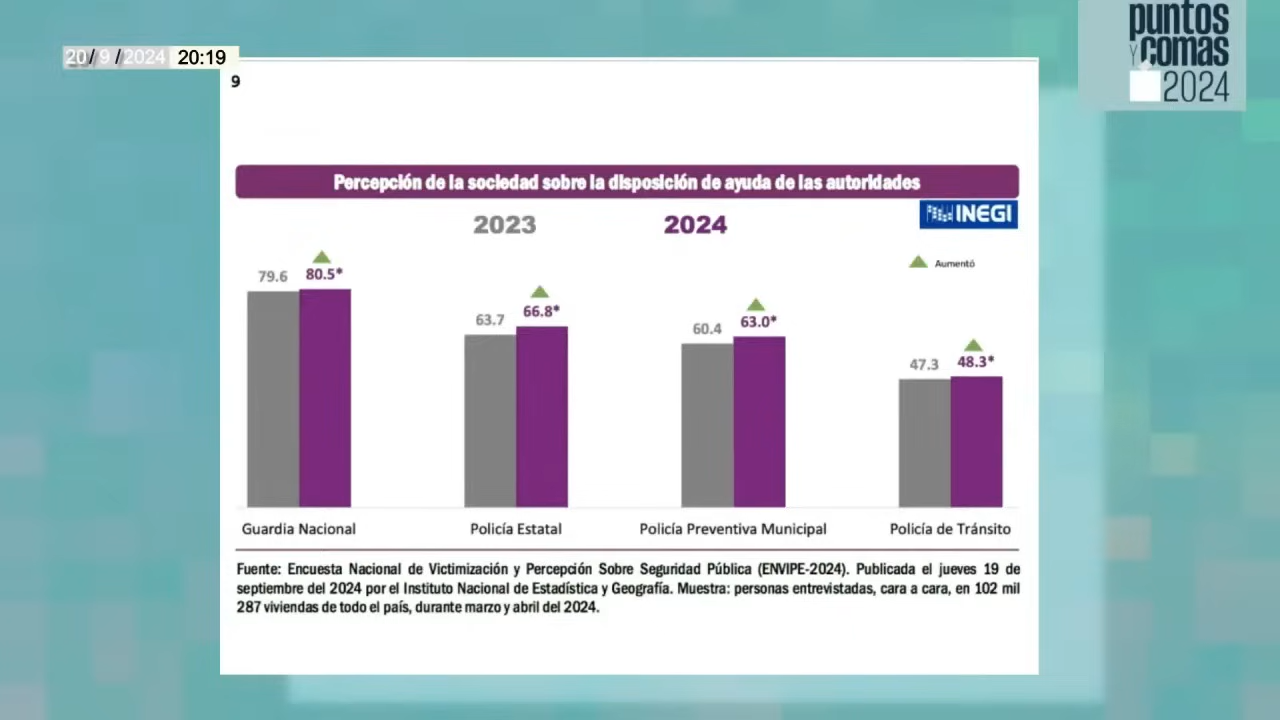 20/ 9 /2024 20:19
puntos
y comas
2024
9
Percepción de la sociedad sobre la disposición de ayuda de las autoridades
2023 2024
INEGI
Aumentó
79.6 80.5*
63.7 66.8*
60.4 63.0*
47.3 48.3*
Guardia Nacional Policía Estatal Policía Preventiva Municipal Policía de Tránsito
Fuente: Encuesta Nacional de Victimización y Percepción Sobre Seguridad Pública (ENVIPE-2024). Publicada el jueves 19 de
septiembre del 2024 por el Instituto Nacional de Estadística y Geografía. Muestra: personas entrevistadas, cara a cara, en 102 mil
287 viviendas de todo el país, durante marzo y abril del 2024.